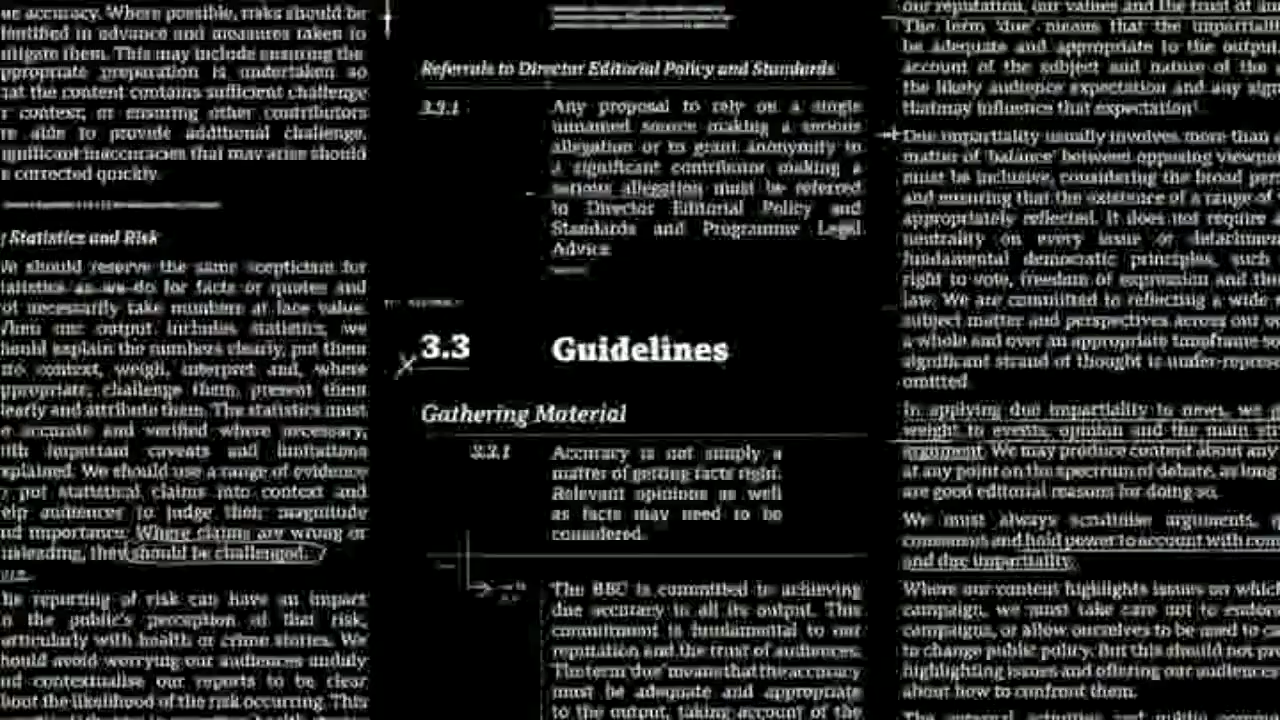 ue accuracy. Where possible, risks should be
identified in advance and measures taken to
mitigate them. This may include ensuring the
appropriate preparation is undertaken so
that the content contains sufficient challenge
r context, or ensuring other contributors
re able to provide additional challenge.
ignificant inaccuracies that may arise should
e corrected quickly.
g Statistics and Risk
We should reserve the same scepticism for
statistics as we do for facts or quotes and
not necessarily take numbers at face value.
When our output includes statistics, we
should explain the numbers clearly, put them
into context, weigh, interpret and, where
appropriate, challenge them, present them
clearly and attribute them. The statistics must
e accurate and verified where necessary,
with important caveats and limitations
explained. We should use a range of evidence
o put statistical claims into context and
help audiences to judge their magnitude
and importance. Where claims are wrong or
misleading, they should be challenged.
The reporting of risk can have an impact
on the public's perception of that risk,
particularly with health or crime stories. We
should avoid worrying our audiences unduly
and contextualise our reports to be clear
about the likelihood of the risk occurring. This
Referrals to Director Editorial Policy and Standards
3.2.1
Any proposal to rely on a single
unnamed source making a serious
allegation or to grant anonymity to
a significant contributor making a
serious allegation must be referred
to Director Editorial Policy and
Standards and Programme Legal
Advice.
3.3 Guidelines
Gathering Material
3.3.1
Accuracy is not simply a
matter of getting facts right.
Relevant opinions as well
as facts may need to be
considered.
The BBC is committed to achieving
due accuracy in all its output. This
commitment is fundamental to our
reputation and the trust of audiences.
The term 'due' means that the accuracy
must be adequate and appropriate
to the output, taking account of the
our reputation, our values and the trust of
The term 'due' means that the impartiality
be adequate and appropriate to the output
account of the subject and nature of the
the likely audience expectation and any
that may influence that expectation.
Due impartiality usually involves more than
matter of 'balance' between opposing
must be inclusive, considering the broad
and ensuring that the existence of a range of
appropriately reflected. It does not require
neutrality on every issue or detachment
fundamental democratic principles, such
right to vote, freedom of expression and the
law. We are committed to reflecting a wide
subject matter and perspectives across our
a whole and over an appropriate timeframe so
significant strand of thought is
omitted.
In applying due impartiality to news, we
weight to events, opinion and the main
argument. We may produce content about any
at any point on the spectrum of debate, as long
are good editorial reasons for doing so.
We must always scrutinise arguments,
consensus and hold power to account with
and due impartiality.
Where our content highlights issues on which
campaign, we must take care not to endorse
campaigns, or allow ourselves to be used to
to change public policy. But this should not
highlighting issues and offering our audiences
about how to confront them.